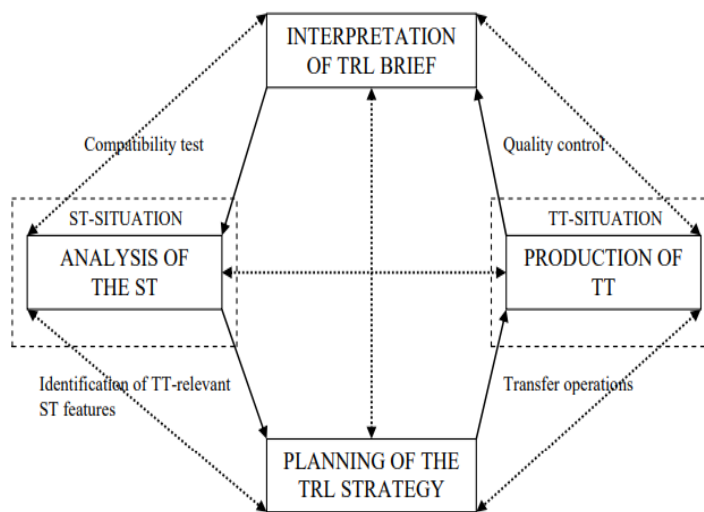 INTERPRETATION
OF TRL BRIEF
Compatibility test
Quality control
ST-SITUATION
TT-SITUATION
ANALYSIS OF
THE ST
PRODUCTION OF
TT
Identification of TT-relevant
ST features
Transfer operations
PLANNING OF THE
TRL STRATEGY